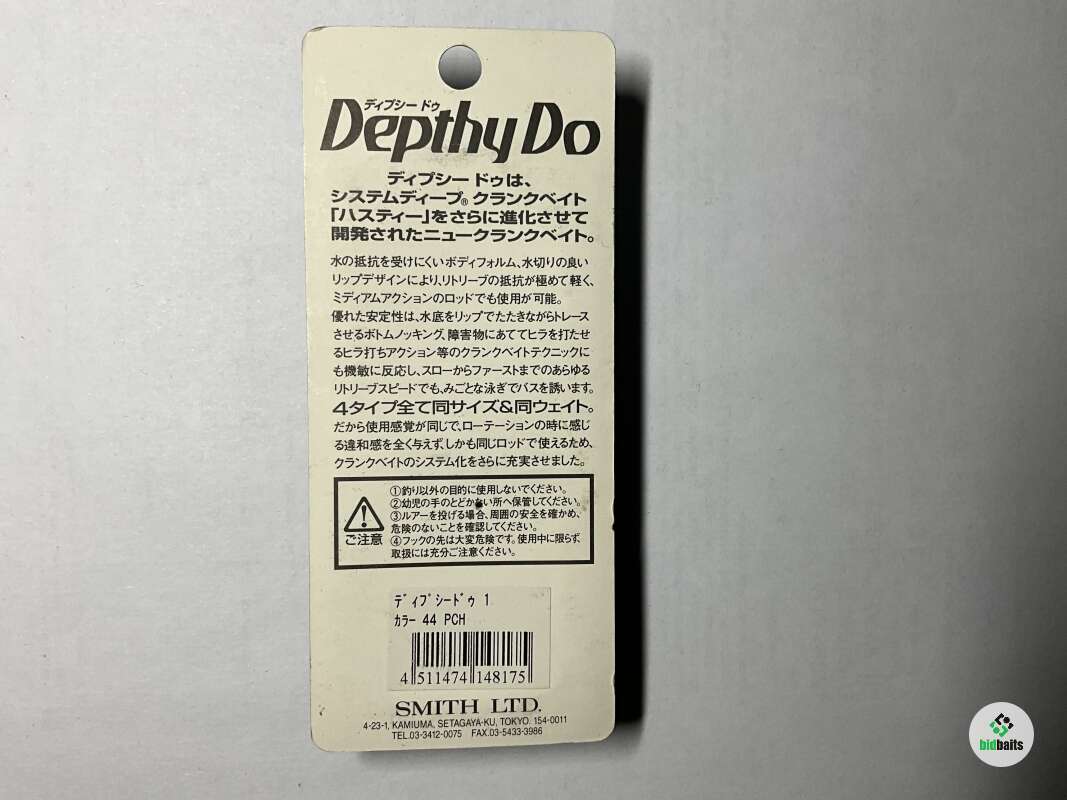 ディプシー ドゥ
Depthy Do
ディプシー ドゥは、
システムディープ® クランクベイト
「ハスティー」をさらに進化させて
開発されたニュークランクベイト。
水の抵抗を受けにくいボディフォルム、水切りの良い
リップデザインにより、リトリーブの抵抗が極めて軽く、
ミディアムアクションのロッドでも使用が可能。
優れた安定性は、水底をリップでたたきながらトレース
させるボトムノッキング、障害物にあててヒラを打たせ
るヒラ打ちアクション等のクランクベイトテクニックに
も機敏に反応し、スローからファーストまでのあらゆる
リトリーブスピードでも、みごとな泳ぎでバスを誘います。
4タイプ全て同サイズ&同ウェイト。
だから使用感覚が同じで、ローテーションの時に感じ
る違和感を全く与えず、しかも同じロッドで使えるため、
クランクベイトのシステム化をさらに充実させました。
ご注意
①釣り以外の目的に使用しないでください。
②幼児の手のとどかない所へ保管してください。
③ルアーを投げる場合、周囲の安全を確かめ、
危険のないことを確認してください。
④フックの先は大変危険です。使用中に限らず
取扱には充分ご注意ください。
ディプシードゥ 1
カラー 44 PCH
4 511474 148175
SMITH LTD.
4-23-1, KAMIUMA, SETAGAYA-KU, TOKYO. 154-0011
TEL.03-3412-0075 FAX.03-5433-3986
bidbaits